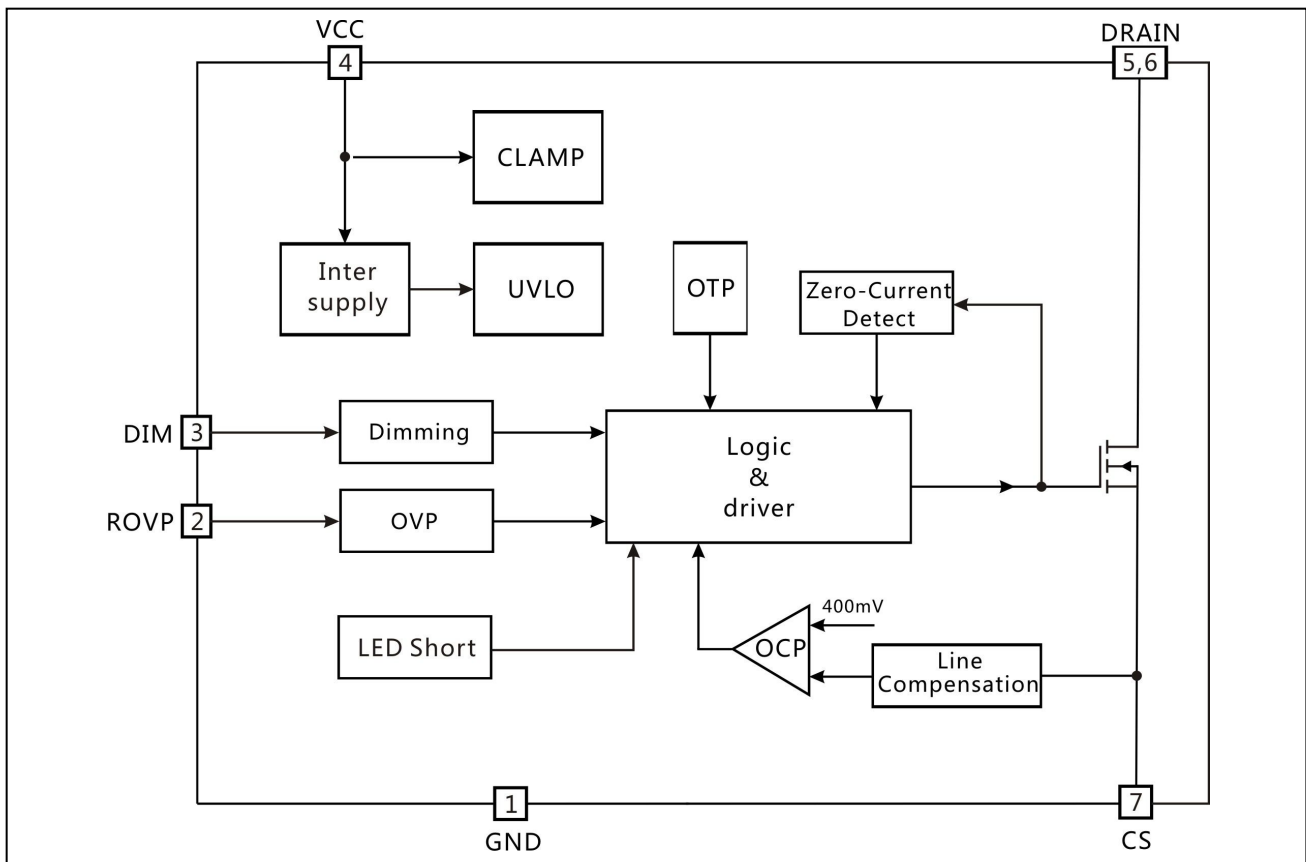 VCC
DRAIN
4
5,6
CLAMP
Inter
supply
UVLO
OTP
Zero-Current
Detect
DIM
3
Dimming
Logic
&
driver
ROVP
2
OVP
400mV
LED Short
OCP
Line
Compensation
1
7
GND
CS